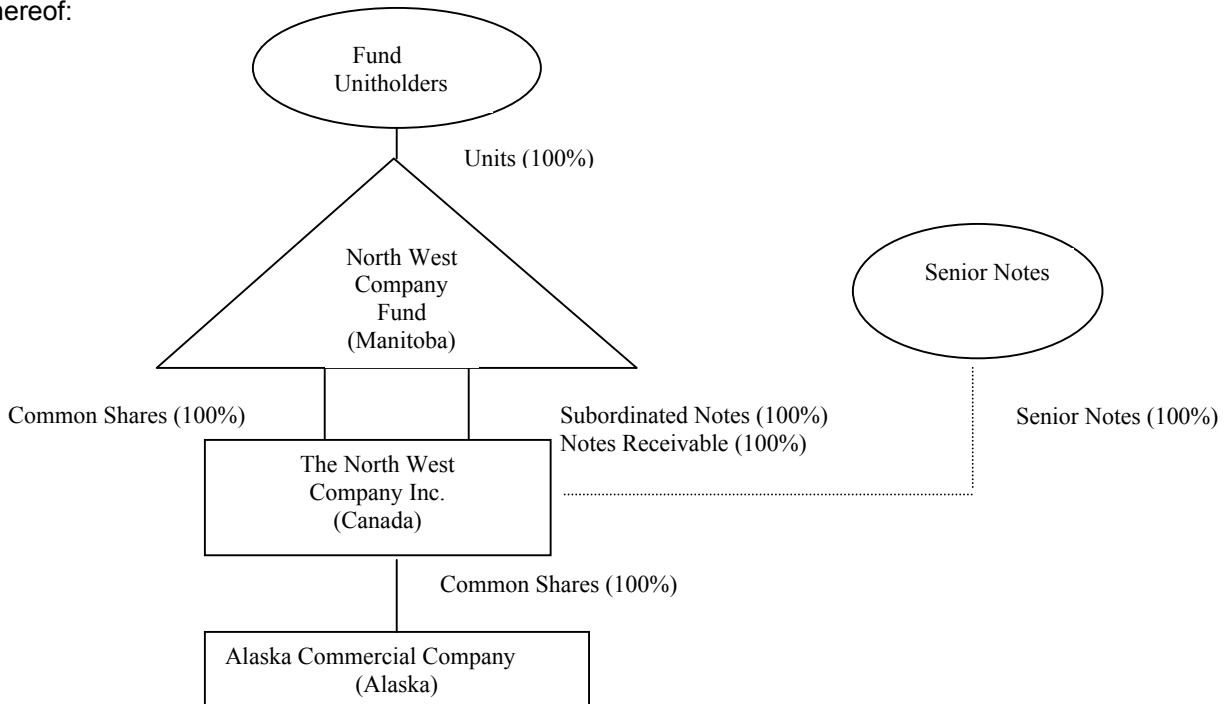 hereof:
Fund
Unitholders
Units (100%)
North West
Company
Fund
(Manitoba)
Senior Notes
Common Shares (100%)
Subordinated Notes (100%)
Notes Receivable (100%)
Senior Notes (100%)
The North West
Company Inc.
(Canada)
Common Shares (100%)
Alaska Commercial Company
(Alaska)